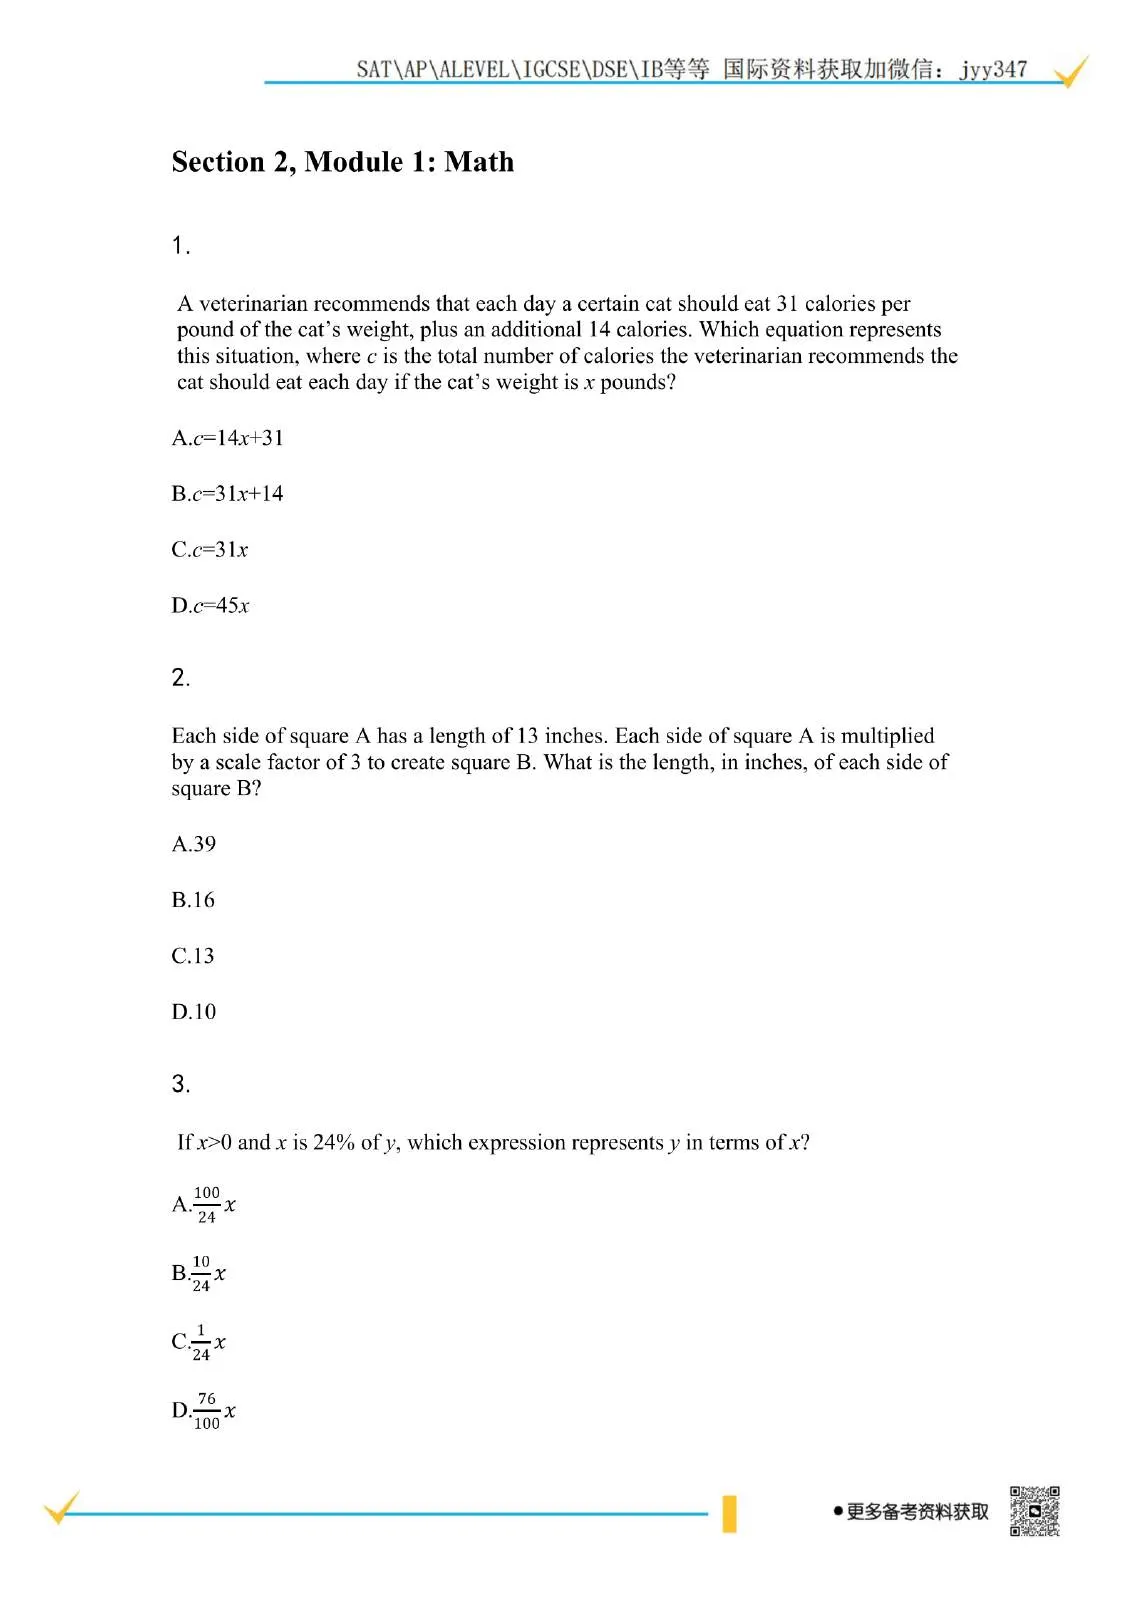 SAT\AP\ALEVEL\IGCSE\DSE\IB等等 国际资料获取加微信：jyy347
Section 2, Module 1: Math
1.
A veterinarian recommends that each day a certain cat should eat 31 calories per
pound of the cat’s weight, plus an additional 14 calories. Which equation represents
this situation, where c is the total number of calories the veterinarian recommends the
cat should eat each day if the cat’s weight is x pounds?
A.c=14x+31
B.c=31x+14
C.c=31x
D.c=45x
2.
Each side of square A has a length of 13 inches. Each side of square A is multiplied
by a scale factor of 3 to create square B. What is the length, in inches, of each side of
square B?
A.39
B.16
C.13
D.10
3.
If x>0 and x is 24% of y, which expression represents y in terms of x?
A.100/24 x
B.10/24 x
C.1/24 x
D.76/100 x
●更多备考资料获取